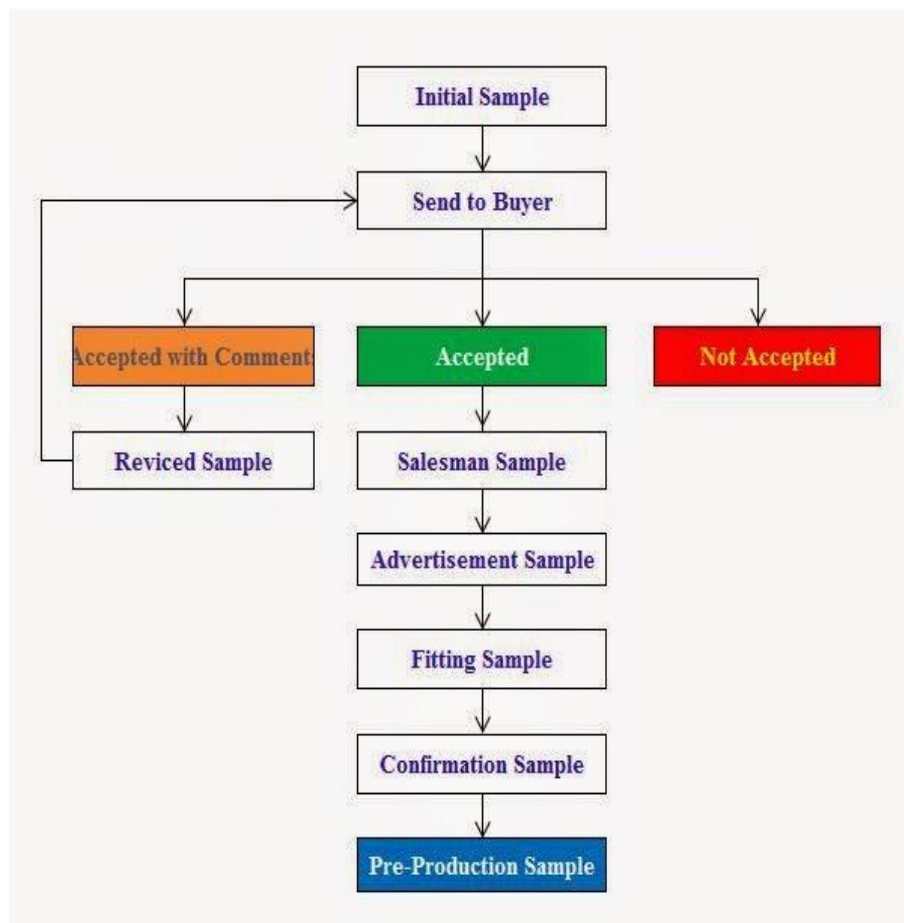 Initial Sample
Send to Buyer
Accepted with Comments
Accepted
Not Accepted
Reviced Sample
Salesman Sample
Advertisement Sample
Fitting Sample
Confirmation Sample
Pre-Production Sample